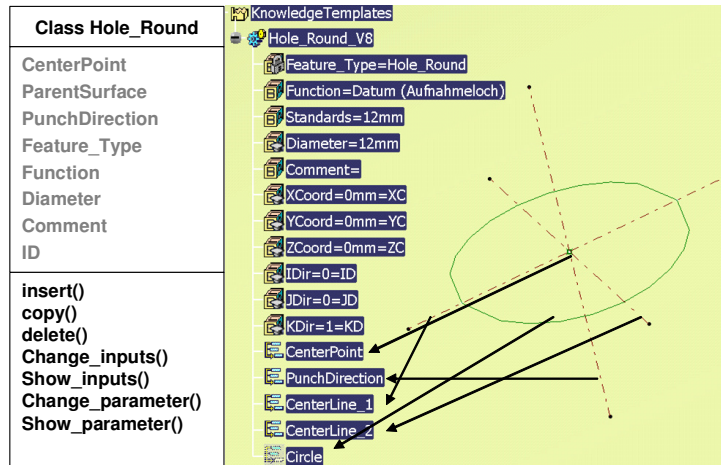 Class Hole_Round
CenterPoint
ParentSurface
PunchDirection
Feature_Type
Function
Diameter
Comment
ID
insert()
copy()
delete()
Change_inputs()
Show_inputs()
Change_parameter()
Show_parameter()
KnowledgeTemplates
Hole_Round_V8
Feature_Type=Hole_Round
Function=Datum (Aufnahmeloch)
Standards=12mm
Diameter=12mm
Comment=
XCoord=0mm=XC
YCoord=0mm=YC
ZCoord=0mm=ZC
IDir=0=ID
JDir=0=JD
KDir=1=KD
CenterPoint
PunchDirection
CenterLine_1
CenterLine_2
Circle